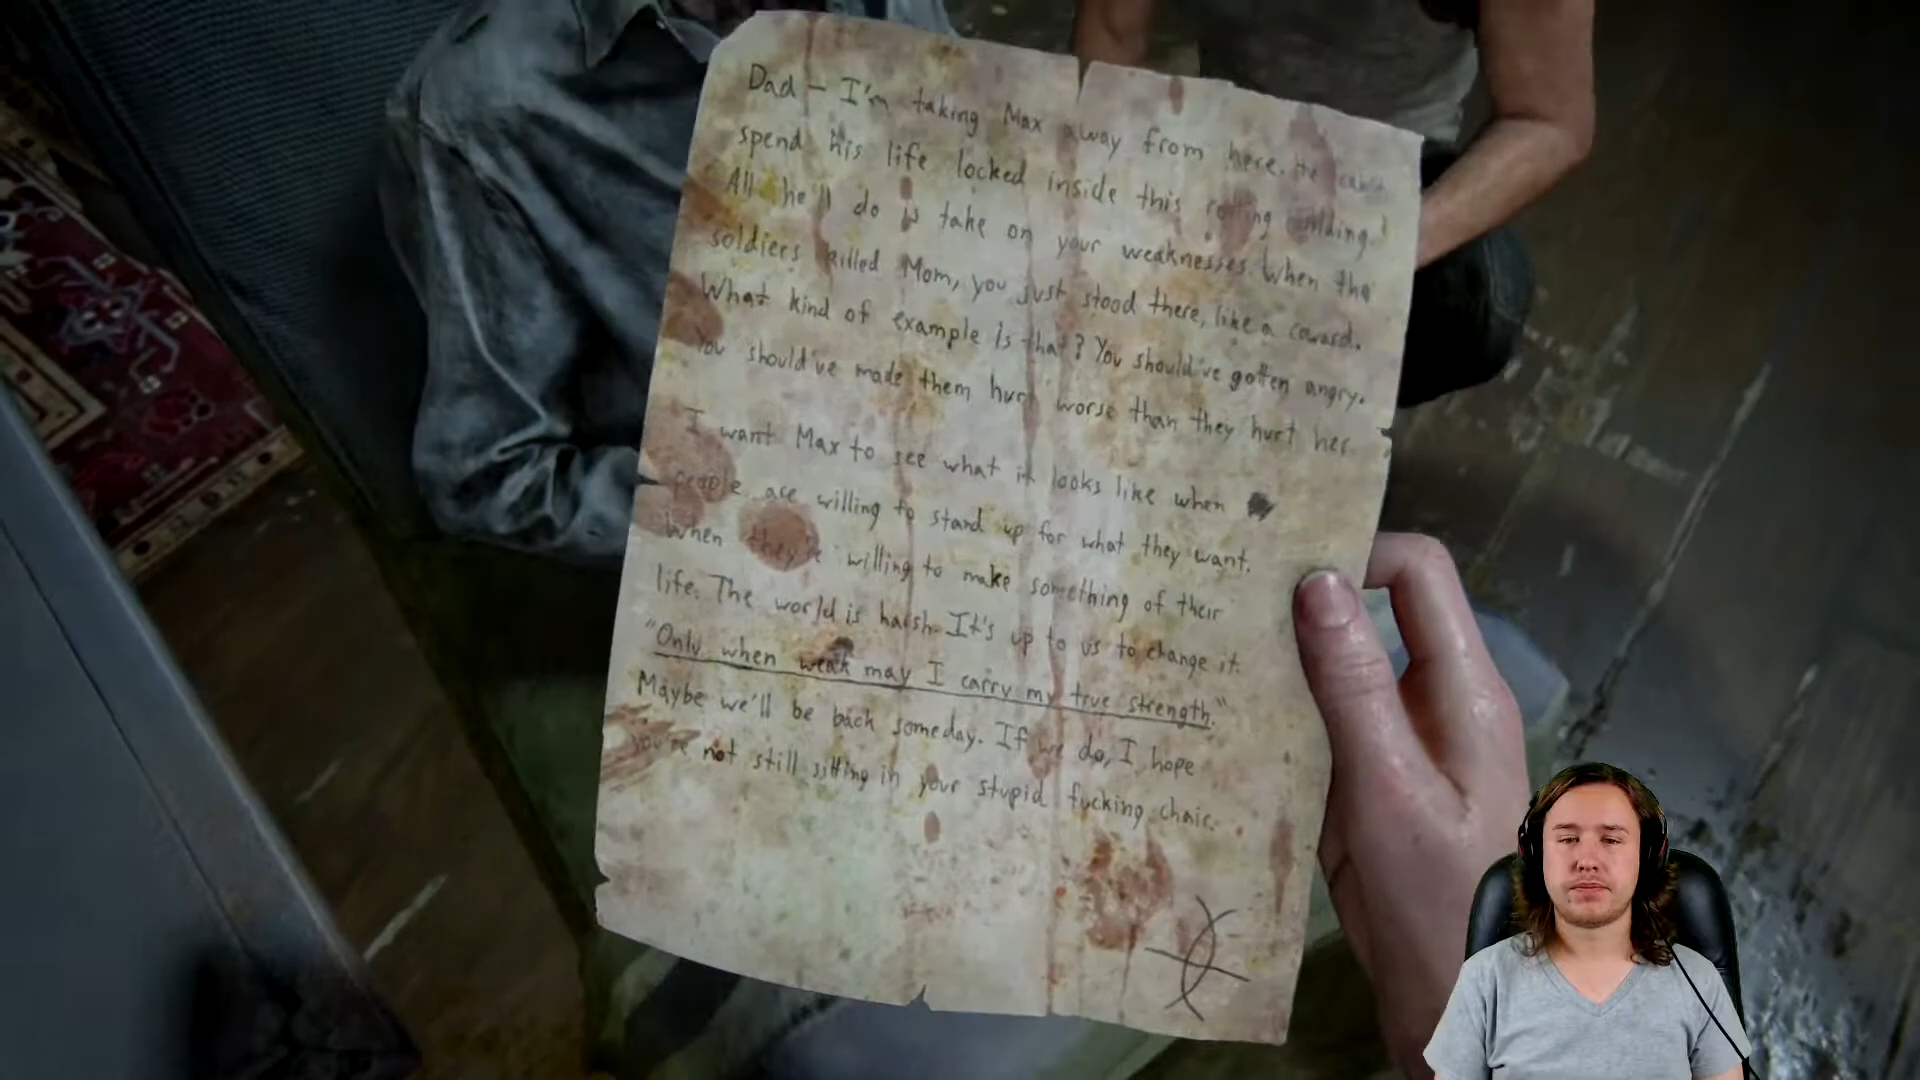 Dad - I'm taking Max away from here. He can't
spend his life locked inside this rotting building!
All he'll do is take on your weaknesses. When the
soldiers killed Mom, you just stood there, like a coward.
What kind of example is that? You should've gotten angry.
You should've made them hurt worse than they hurt her.
I want Max to see what it looks like when
people are willing to stand up for what they want.
When they're willing to make something of their
life. The world is harsh. It's up to us to change it.
"Only when weak may I carry my true strength."
Maybe we'll be back someday. If we do, I hope
you're not still sitting in your stupid fucking chair.